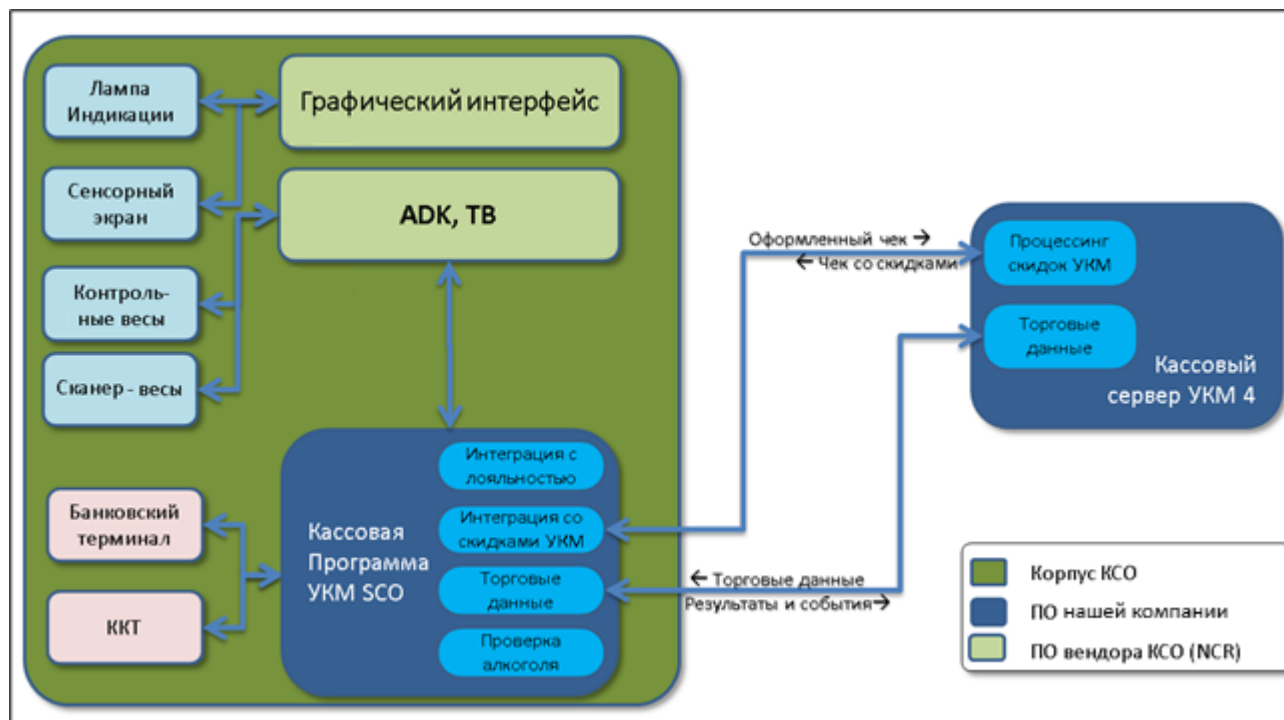 Лампа
Индикации
Графический интерфейс
Сенсорный
экран
ADK, TB
Контроль-
ные весы
Сканер - весы
Банковский
терминал
ККТ
Кассовая
Программа
УКМ SCO
Интеграция с
лояльностью
Интеграция со
скидками УКМ
Торговые
данные
Проверка
алкоголя
Оформленный чек →
← Чек со скидками
← Торговые данные
Результаты и события→
Процессинг
скидок УКМ
Торговые
данные
Кассовый
сервер УКМ 4
Корпус КСО
ПО нашей компании
ПО вендора КСО (NCR)